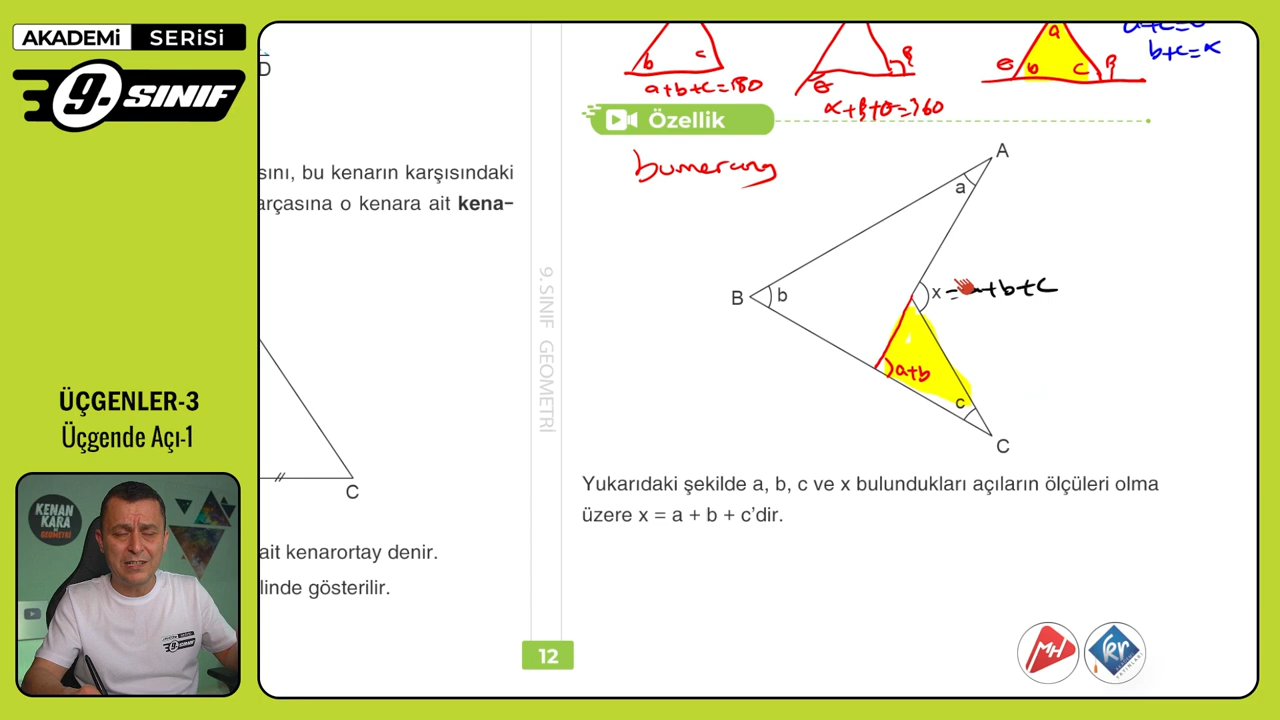 AKADEMİ SERİSİ
9. SINIF
ÜÇGENLER-3
Üçgende Açı-1
KENAN
KARA
GEOMETRİ
sını, bu kenarın karşısındaki
arçasına o kenara ait kena-
C
ait kenarortay denir.
linde gösterilir.
9. SINIF GEOMETRİ
12
b c
a+b+c=180
θ β
α+β+θ=360
a
θ b c β
b+c=α
Özellik
bumerang
A
a
B b
x=a+b+c
a+b
c
C
Yukarıdaki şekilde a, b, c ve x bulundukları açıların ölçüleri olma
üzere x = a + b + c'dir.
MH
kr